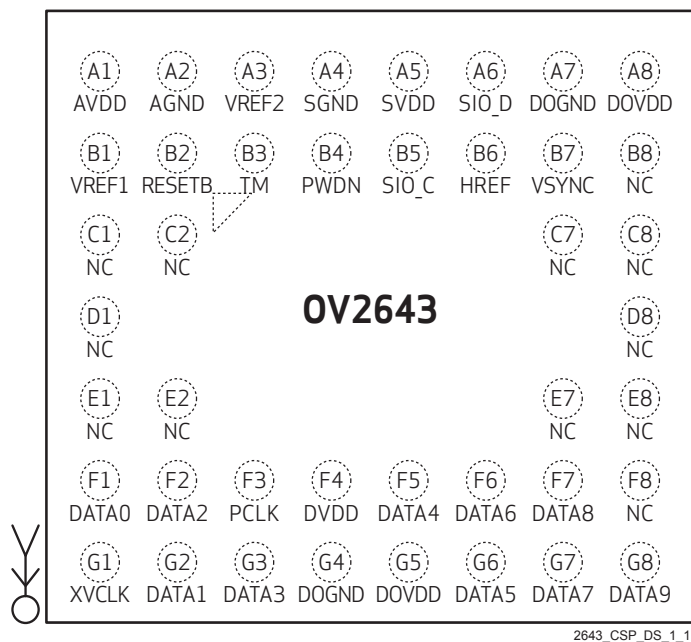 A1 A2 A3 A4 A5 A6 A7 A8
AVDD AGND VREF2 SGND SVDD SIO_D DOGND DOVDD
B1 B2 B3 B4 B5 B6 B7 B8
VREF1 RESETB TM PWDN SIO_C HREF VSYNC NC
C1 C2 C7 C8
NC NC NC NC
OV2643
D1 D8
NC NC
E1 E2 E7 E8
NC NC NC NC
F1 F2 F3 F4 F5 F6 F7 F8
DATA0 DATA2 PCLK DVDD DATA4 DATA6 DATA8 NC
G1 G2 G3 G4 G5 G6 G7 G8
XVCLK DATA1 DATA3 DOGND DOVDD DATA5 DATA7 DATA9
2643_CSP_DS_1_1